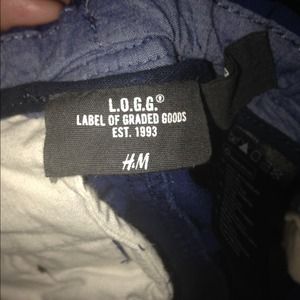 L.O.G.G.®
LABEL OF GRADED GOODS
EST. 1993
H&M